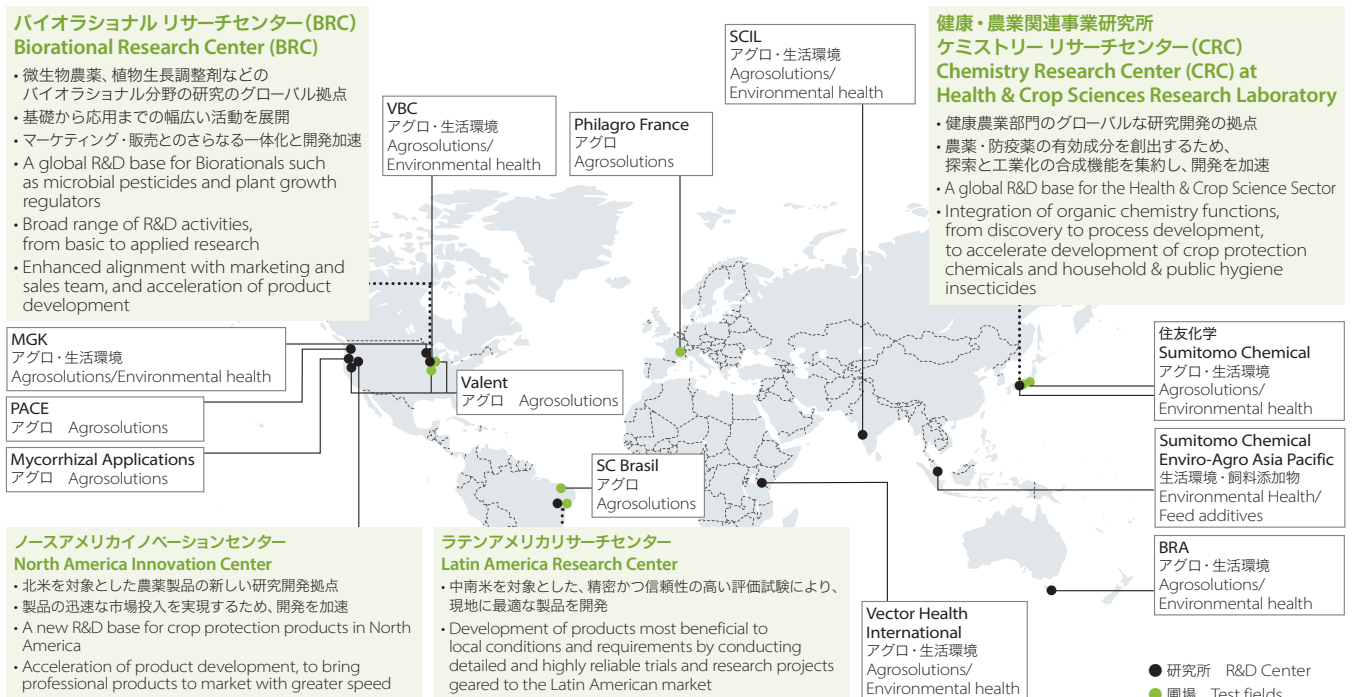 バイオラショナル リサーチセンター(BRC)
Biorational Research Center (BRC)
・微生物農薬、植物生長調整剤などの
バイオラショナル分野の研究のグローバル拠点
・基礎から応用までの幅広い活動を展開
・マーケティング・販売とのさらなる一体化と開発加速
・A global R&D base for Biorationals such
as microbial pesticides and plant growth
regulators
・Broad range of R&D activities,
from basic to applied research
・Enhanced alignment with marketing and
sales team, and acceleration of product
development
VBC
アグロ・生活環境
Agrosolutions/
Environmental health
Philagro France
アグロ
Agrosolutions
SCIL
アグロ・生活環境
Agrosolutions/
Environmental health
健康・農業関連事業研究所
ケミストリー リサーチセンター(CRC)
Chemistry Research Center (CRC) at
Health & Crop Sciences Research Laboratory
・健康農業部門のグローバルな研究開発の拠点
・農薬・防疫薬の有効成分を創出するため、
探索と工業化の合成機能を集約し、開発を加速
・A global R&D base for the Health & Crop Science Sector
・Integration of organic chemistry functions,
from discovery to process development,
to accelerate development of crop protection
chemicals and household & public hygiene
insecticides
MGK
アグロ・生活環境
Agrosolutions/Environmental health
PACE
アグロ Agrosolutions
Mycorrhizal Applications
アグロ Agrosolutions
Valent
アグロ Agrosolutions
SC Brasil
アグロ
Agrosolutions
住友化学
Sumitomo Chemical
アグロ・生活環境
Agrosolutions/
Environmental health
Sumitomo Chemical
Enviro-Agro Asia Pacific
生活環境・飼料添加物
Environmental Health/
Feed additives
BRA
アグロ・生活環境
Agrosolutions/
Environmental health
ノースアメリカイノベーションセンター
North America Innovation Center
・北米を対象とした農薬製品の新しい研究開発拠点
・製品の迅速な市場投入を実現するため、開発を加速
・A new R&D base for crop protection products in North
America
・Acceleration of product development, to bring
professional products to market with greater speed
ラテンアメリカリサーチセンター
Latin America Research Center
・中南米を対象とした、精密かつ信頼性の高い評価試験により、
現地に最適な製品を開発
・Development of products most beneficial to
local conditions and requirements by conducting
detailed and highly reliable trials and research projects
geared to the Latin American market
Vector Health
International
アグロ・生活環境
Agrosolutions/
Environmental health
研究所 R&D Center
圃場 Test fields